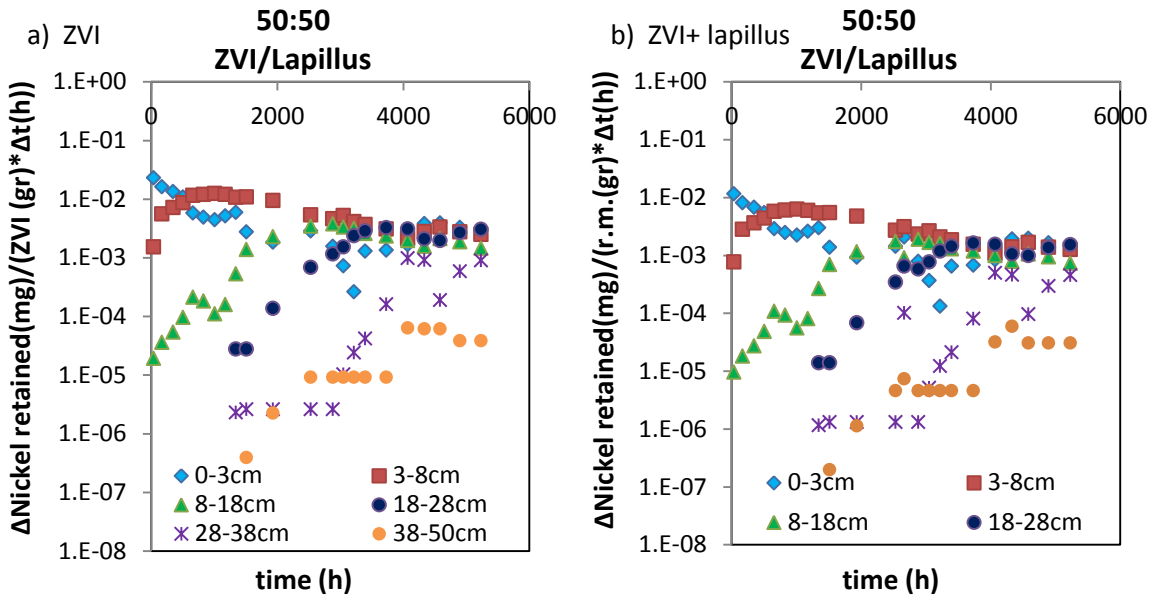 a) ZVI
50:50
ZVI/Lapillus
ΔNickel retained(mg)/(ZVI (gr)*Δt(h))
1.E+00
1.E-01
1.E-02
1.E-03
1.E-04
1.E-05
1.E-06
1.E-07
1.E-08
0
2000
4000
6000
0-3cm
3-8cm
8-18cm
18-28cm
28-38cm
38-50cm
time (h)
b) ZVI+ lapillus
50:50
ZVI/Lapillus
ΔNickel retained(mg)/(r.m.(gr)*Δt(h))
1.E+00
1.E-01
1.E-02
1.E-03
1.E-04
1.E-05
1.E-06
1.E-07
1.E-08
0
2000
4000
6000
0-3cm
3-8cm
8-18cm
18-28cm
time (h)